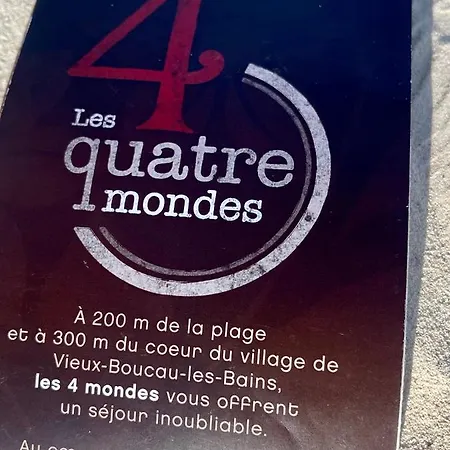 4
Les
quatre
mondes
À 200 m de la plage
et à 300 m du coeur du village de
Vieux-Boucau-les-Bains,
les 4 mondes vous offrent
un séjour inoubliable.
Au